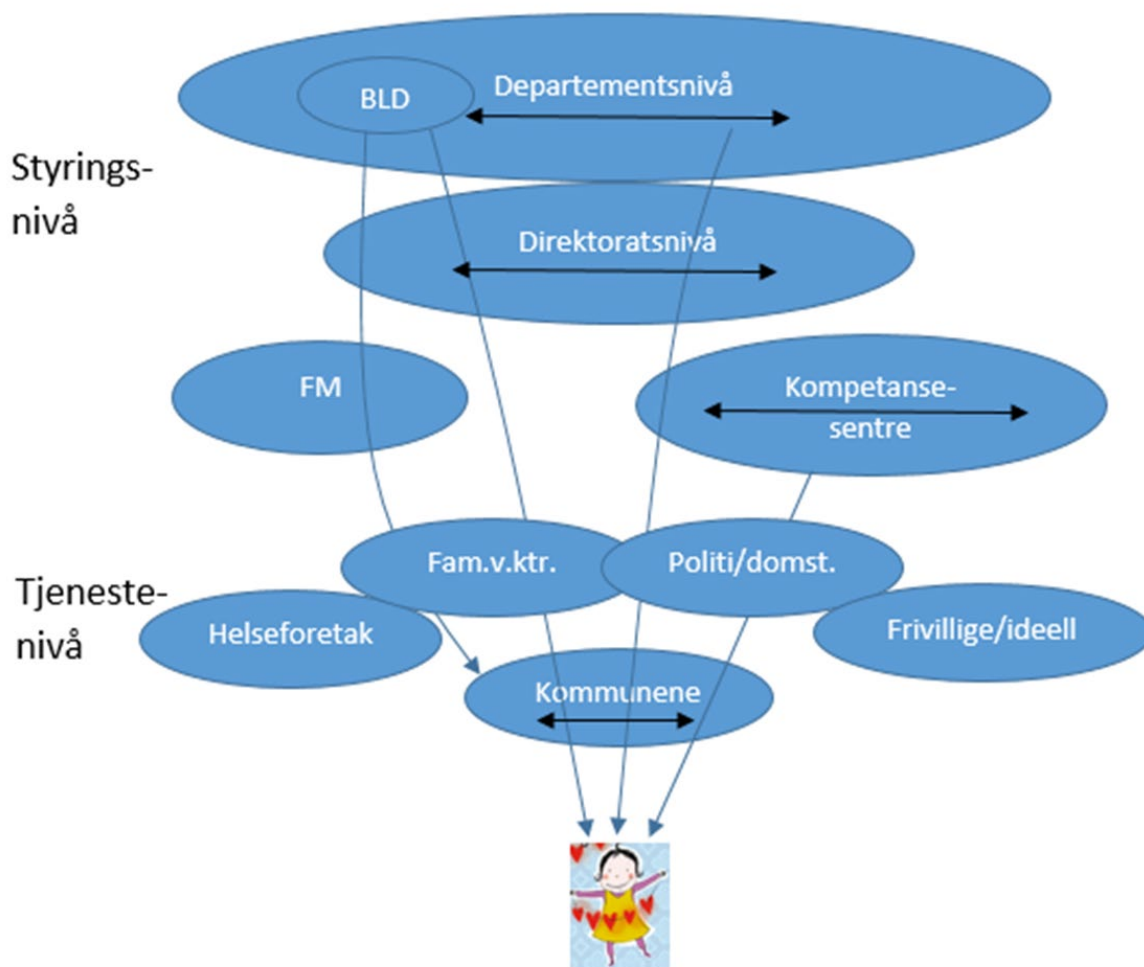 BLD
Departementsnivå
Styrings-
nivå
Direktoratsnivå
FM
Kompetanse-
sentre
Fam.v.ktr.
Politi/domst.
Tjeneste-
nivå
Helseforetak
Frivillige/ideell
Kommunene